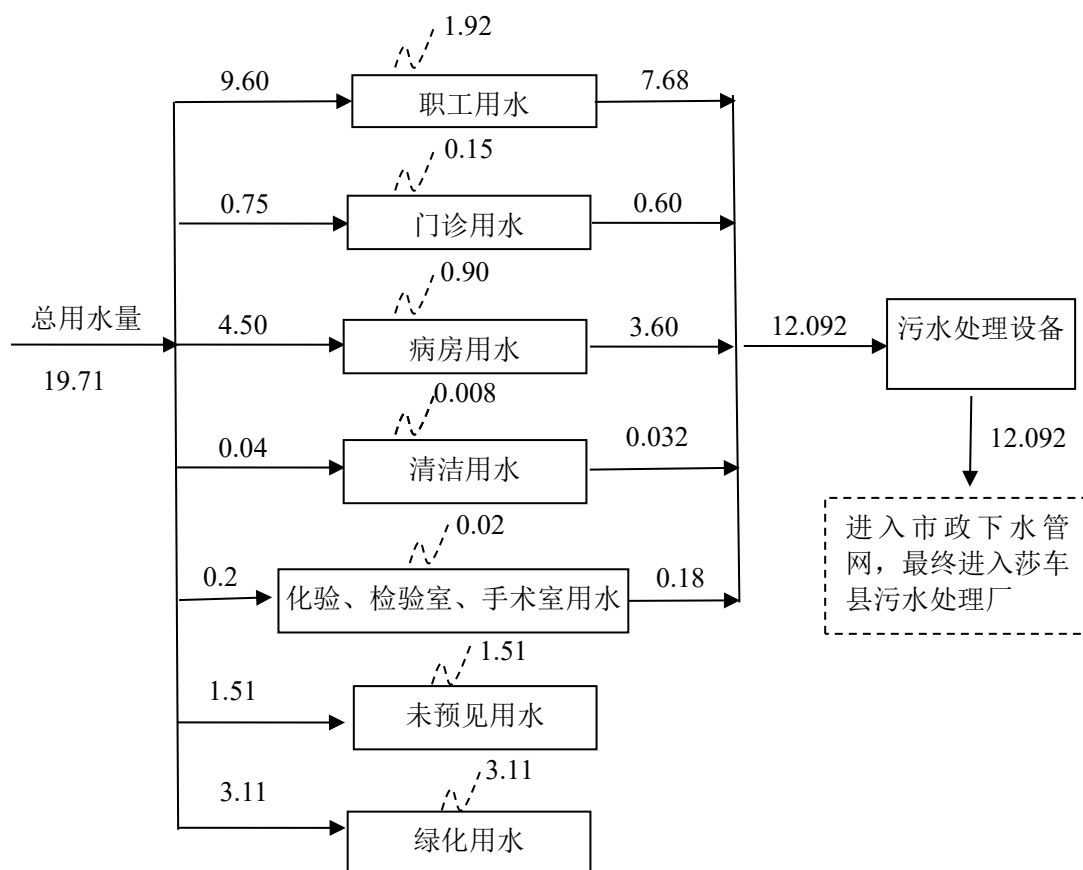 1.92
9.60
职工用水
7.68
0.15
0.75
门诊用水
0.60
0.90
总用水量
19.71
4.50
病房用水
3.60
12.092
污水处理设备
0.008
0.04
清洁用水
0.032
12.092
0.02
0.2
化验、检验室、手术室用水
0.18
进入市政下水管
网，最终进入莎车
县污水处理厂
1.51
1.51
未预见用水
3.11
3.11
绿化用水